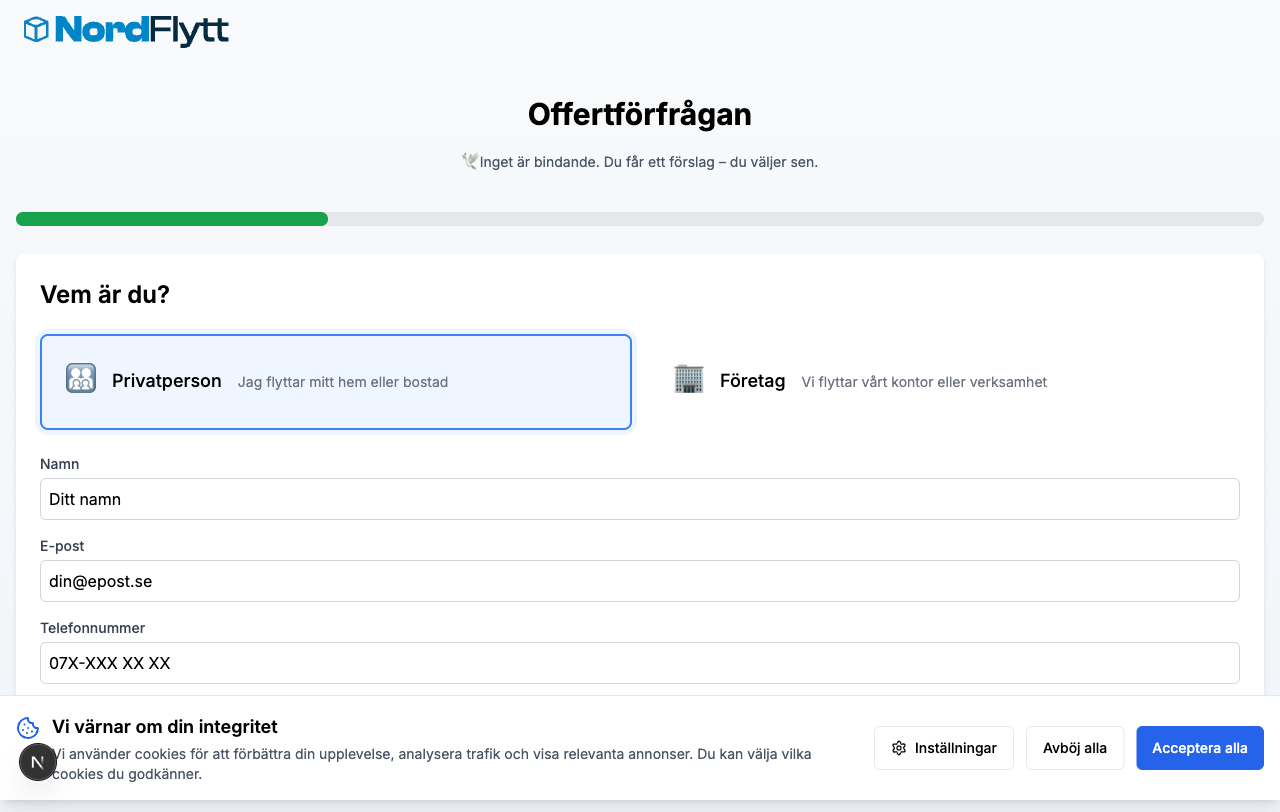 NordFlytt
Offertförfrågan
🕊️Inget är bindande. Du får ett förslag – du väljer sen.
Vem är du?
Privatperson Jag flyttar mitt hem eller bostad
Företag Vi flyttar vårt kontor eller verksamhet
Namn
Ditt namn
E-post
din@epost.se
Telefonnummer
07X-XXX XX XX
Vi värnar om din integritet
Vi använder cookies för att förbättra din upplevelse, analysera trafik och visa relevanta annonser. Du kan välja vilka
cookies du godkänner.
N
Inställningar
Avböj alla
Acceptera alla